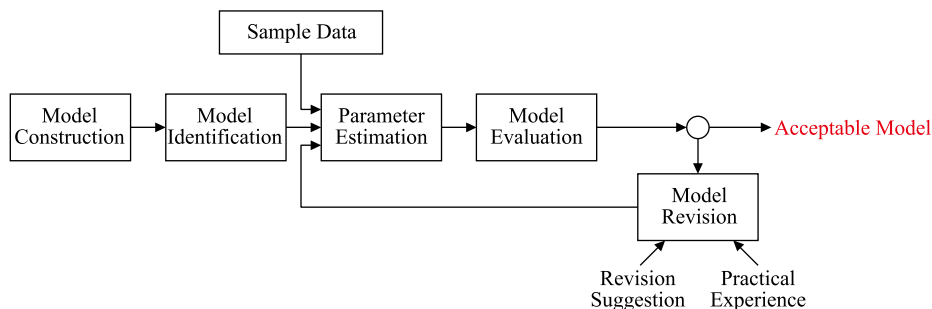 Sample Data
Model
Construction
Model
Identification
Parameter
Estimation
Model
Evaluation
Acceptable Model
Model
Revision
Revision
Suggestion
Practical
Experience